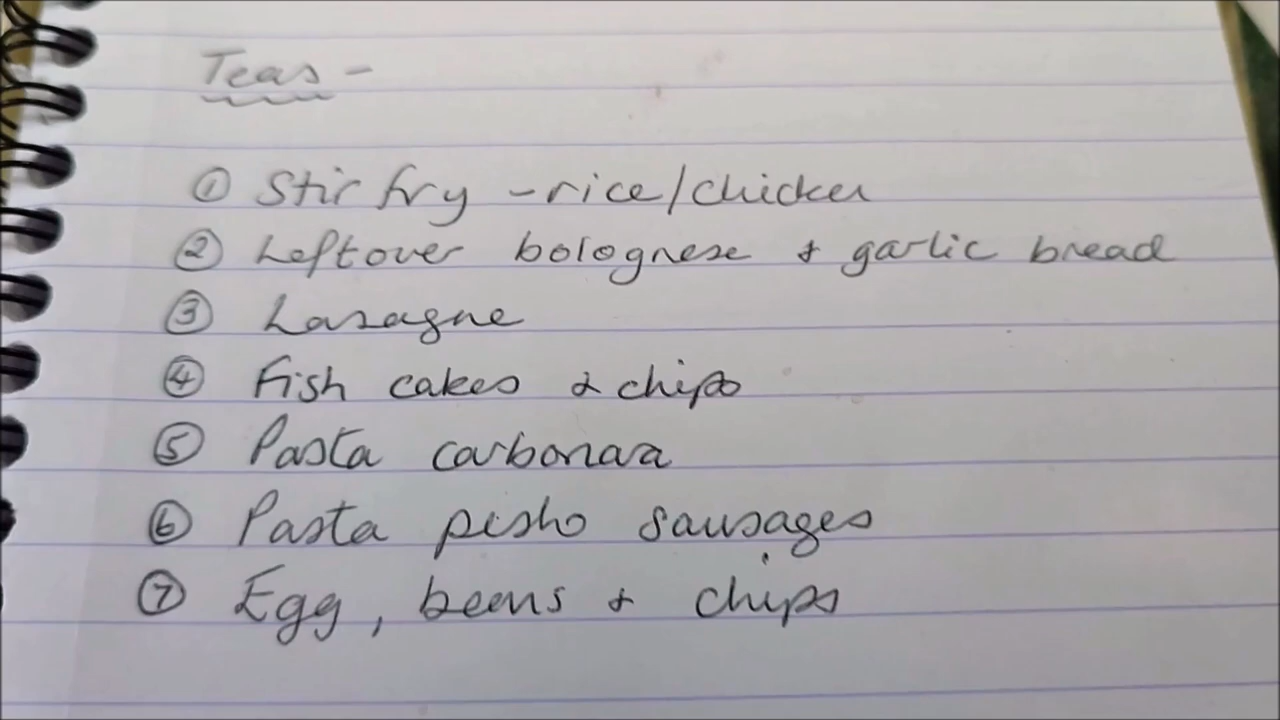 Teas -
① Stir fry - rice/chicken
② Leftover bolognese & garlic bread
③ Lasagne
④ Fish cakes & chips
⑤ Pasta carbonara
⑥ Pasta pesto sausages
⑦ Egg, beans & chips